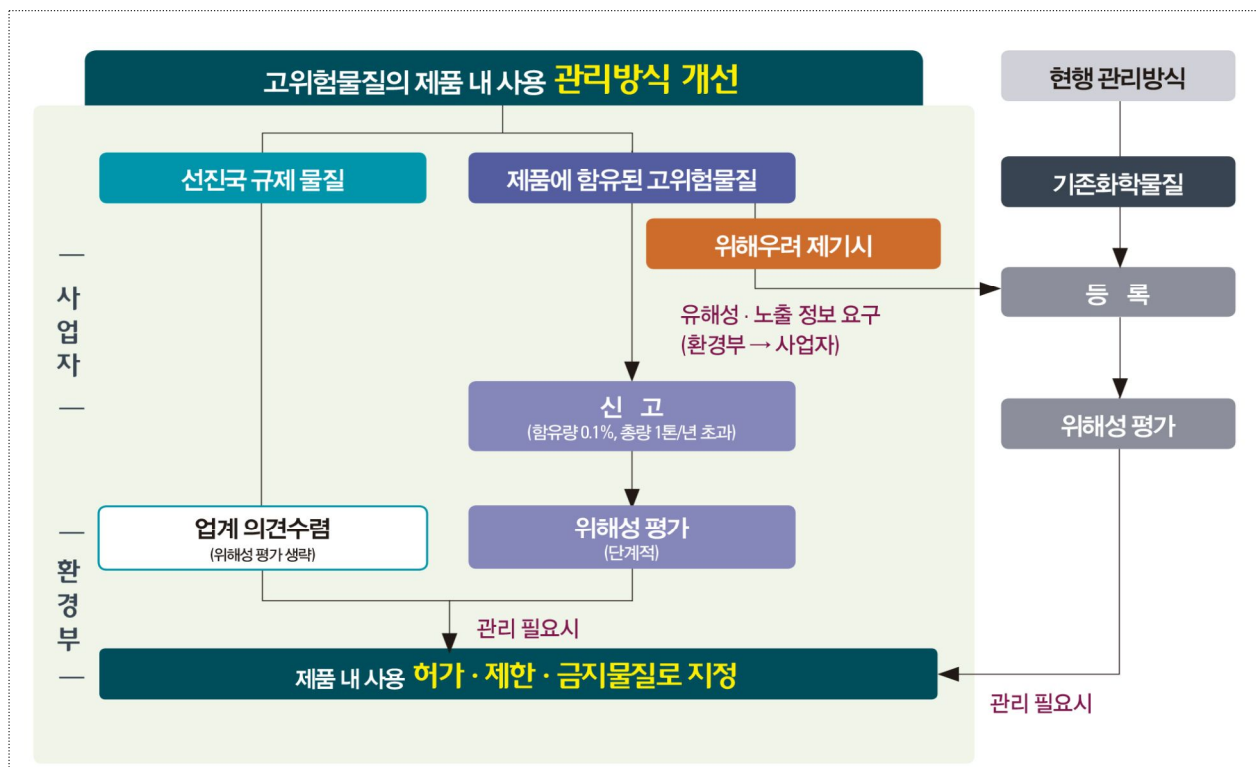 고위험물질의 제품 내 사용 관리방식 개선
현행 관리방식
선진국 규제 물질
제품에 함유된 고위험물질
기존화학물질
위해우려 제기시
등 록
유해성 · 노출 정보 요구
(환경부 → 사업자)
사업자
신 고
(함유량 0.1%, 총량 1톤/년 초과)
위해성 평가
업계 의견수렴
(위해성 평가 생략)
위해성 평가
(단계적)
환경부
관리 필요시
제품 내 사용 허가 · 제한 · 금지물질로 지정
관리 필요시